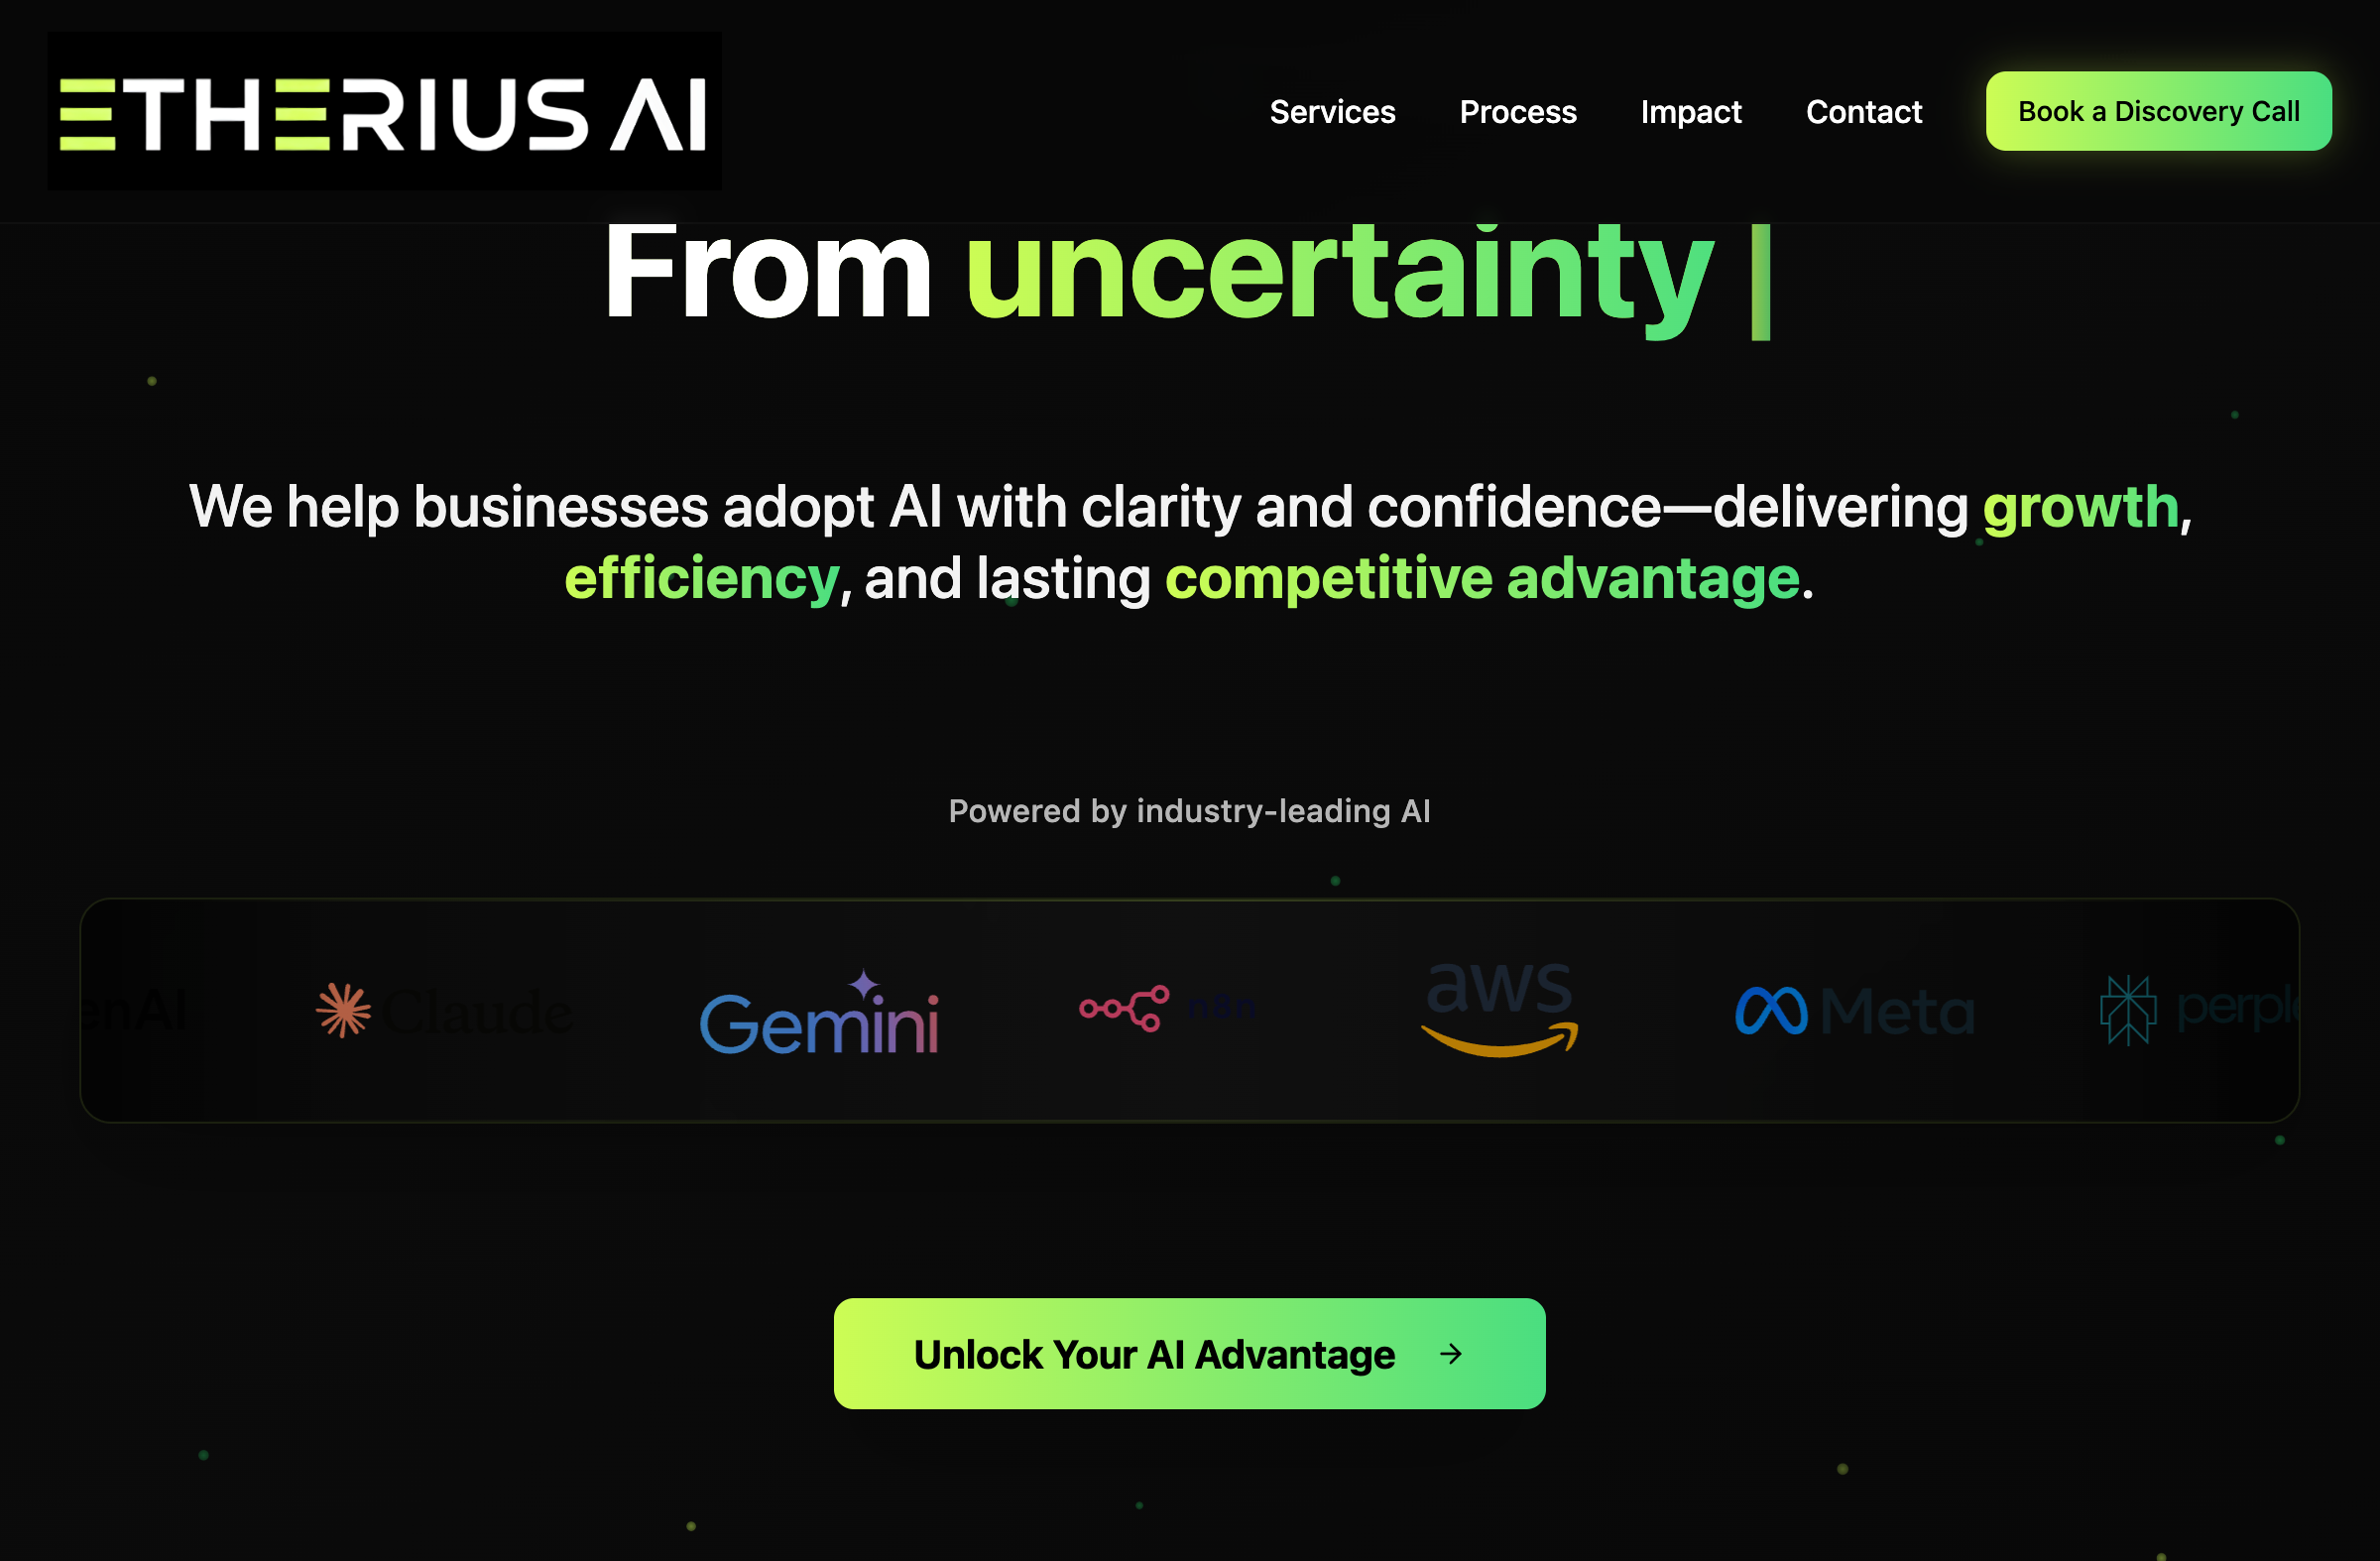 ETHERIUS AI
Services
Process
Impact
Contact
Book a Discovery Call
From uncertainty
We help businesses adopt AI with clarity and confidence—delivering growth,
efficiency, and lasting competitive advantage.
Powered by industry-leading AI
enAI
Claude
Gemini
n8n
aws
Meta
perple
Unlock Your AI Advantage →